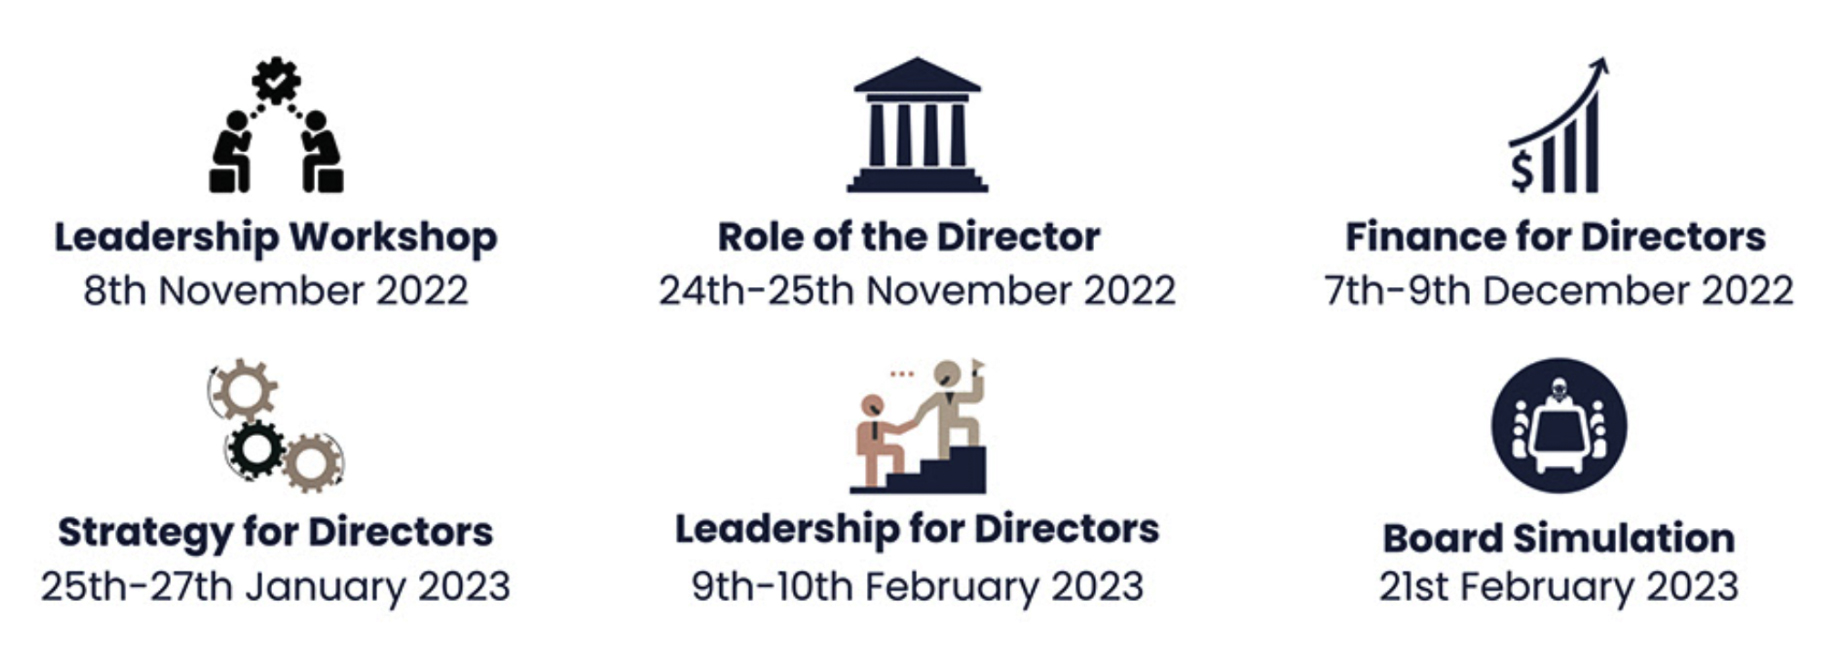 Leadership Workshop
8th November 2022
Role of the Director
24th-25th November 2022
$
Finance for Directors
7th-9th December 2022
Strategy for Directors
25th-27th January 2023
Leadership for Directors
9th-10th February 2023
Board Simulation
21st February 2023